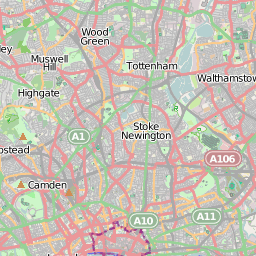 Wood
Green
Muswell
Hill
Tottenham
Walthamstow
Highgate
A1
Stoke
Newington
A106
Camden
A10
A11